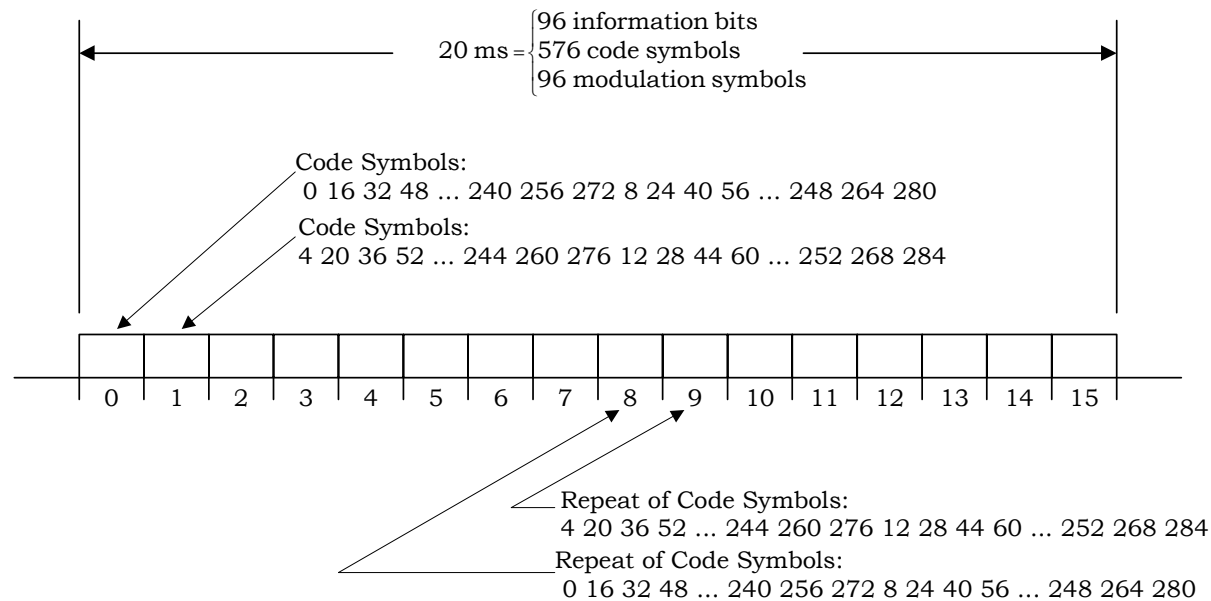 96 information bits
20 ms = 576 code symbols
96 modulation symbols
Code Symbols:
0 16 32 48 ... 240 256 272 8 24 40 56 ... 248 264 280
Code Symbols:
4 20 36 52 ... 244 260 276 12 28 44 60 ... 252 268 284
0 1 2 3 4 5 6 7 8 9 10 11 12 13 14 15
Repeat of Code Symbols:
4 20 36 52 ... 244 260 276 12 28 44 60 ... 252 268 284
Repeat of Code Symbols:
0 16 32 48 ... 240 256 272 8 24 40 56 ... 248 264 280